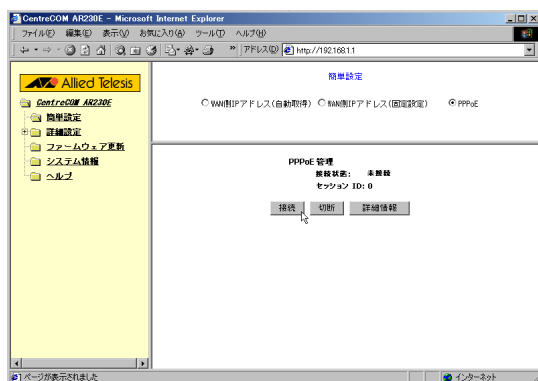 CentreCOM AR230E - Microsoft Internet Explorer
ファイル(F) 編集(E) 表示(V) お気に入り(A) ツール(T) ヘルプ(H)
アドレス(D) http://192.168.1.1
Allied Telesis
CentreCOM AR230E
簡単設定
詳細設定
ファームウェア更新
システム情報
ヘルプ
簡単設定
WAN側IPアドレス(自動取得) WAN側IPアドレス(固定設定) PPPoE
PPPoE 管理
接続状態: 未接続
セッション ID: 0
接続 切断 詳細情報
ページが表示されました
インターネット